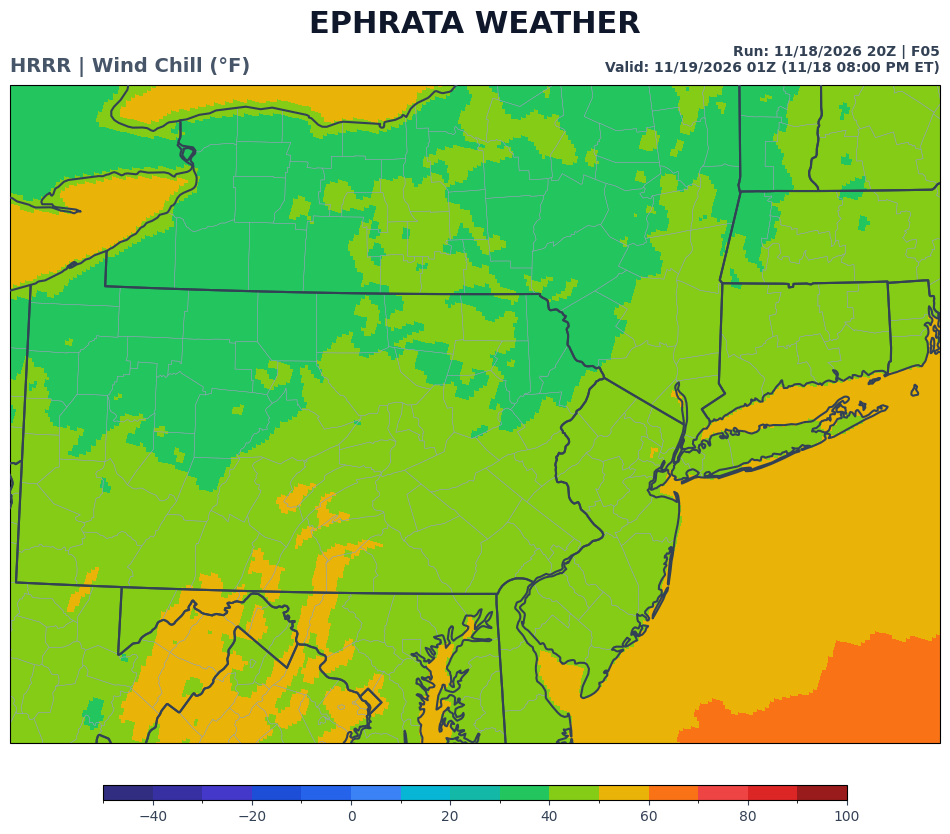 EPHRATA WEATHER
HRRR | Wind Chill (°F)
Run: 11/18/2026 20Z | F05
Valid: 11/19/2026 01Z (11/18 08:00 PM ET)
−40 −20 0 20 40 60 80 100